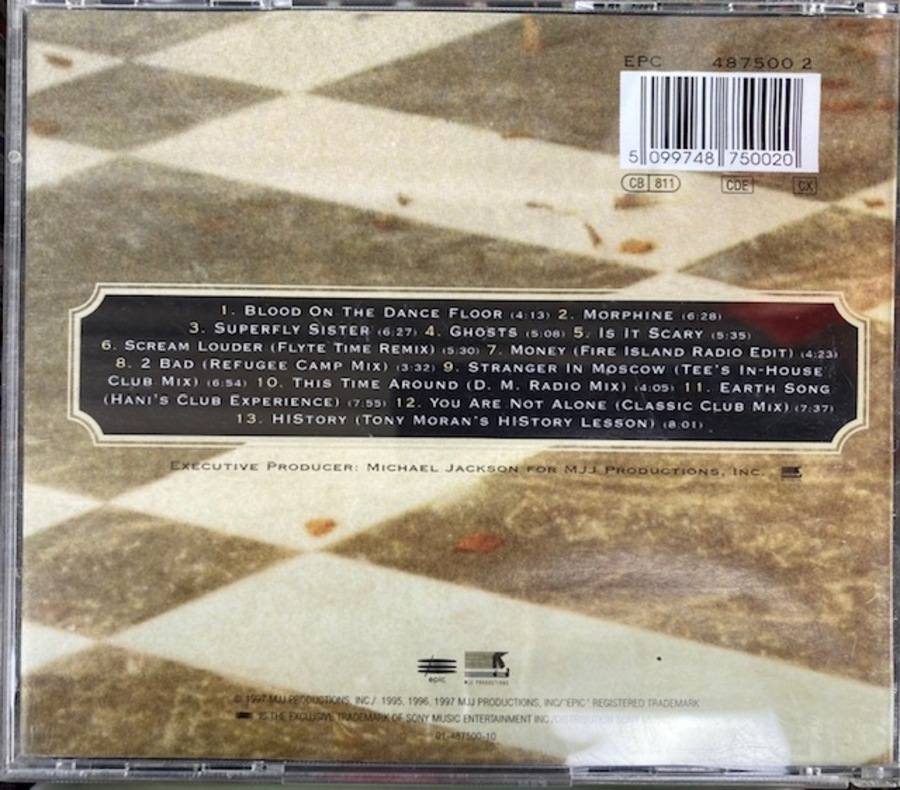 EPC 487500 2
5 099748 750020
CB 811 CDE CX
1. BLOOD ON THE DANCE FLOOR (4:13) 2. MORPHINE (6:28)
3. SUPERFLY SISTER (6:27) 4. GHOSTS (5:08) 5. IS IT SCARY (5:35)
6. SCREAM LOUDER (FLYTE TIME REMIX) (5:30) 7. MONEY (FIRE ISLAND RADIO EDIT) (4:23)
8. 2 BAD (REFUGEE CAMP MIX) (3:32) 9. STRANGER IN MOSCOW (TEE'S IN-HOUSE
CLUB MIX) (6:54) 10. THIS TIME AROUND (D. M. RADIO MIX) (4:05) 11. EARTH SONG
(HANI'S CLUB EXPERIENCE) (7:55) 12. YOU ARE NOT ALONE (CLASSIC CLUB MIX) (7:37)
13. HISTORY (TONY MORAN'S HISTORY LESSON) (8:01)
EXECUTIVE PRODUCER: MICHAEL JACKSON FOR MJJ PRODUCTIONS, INC.
epic MJJ PRODUCTIONS
© 1997 MJJ PRODUCTIONS, INC./ 1995, 1996, 1997 MJJ PRODUCTIONS, INC/"EPIC" REGISTERED TRADEMARK
IS THE EXCLUSIVE TRADEMARK OF SONY MUSIC ENTERTAINMENT INC./DISTRIBUTION SONY
01-487500-10